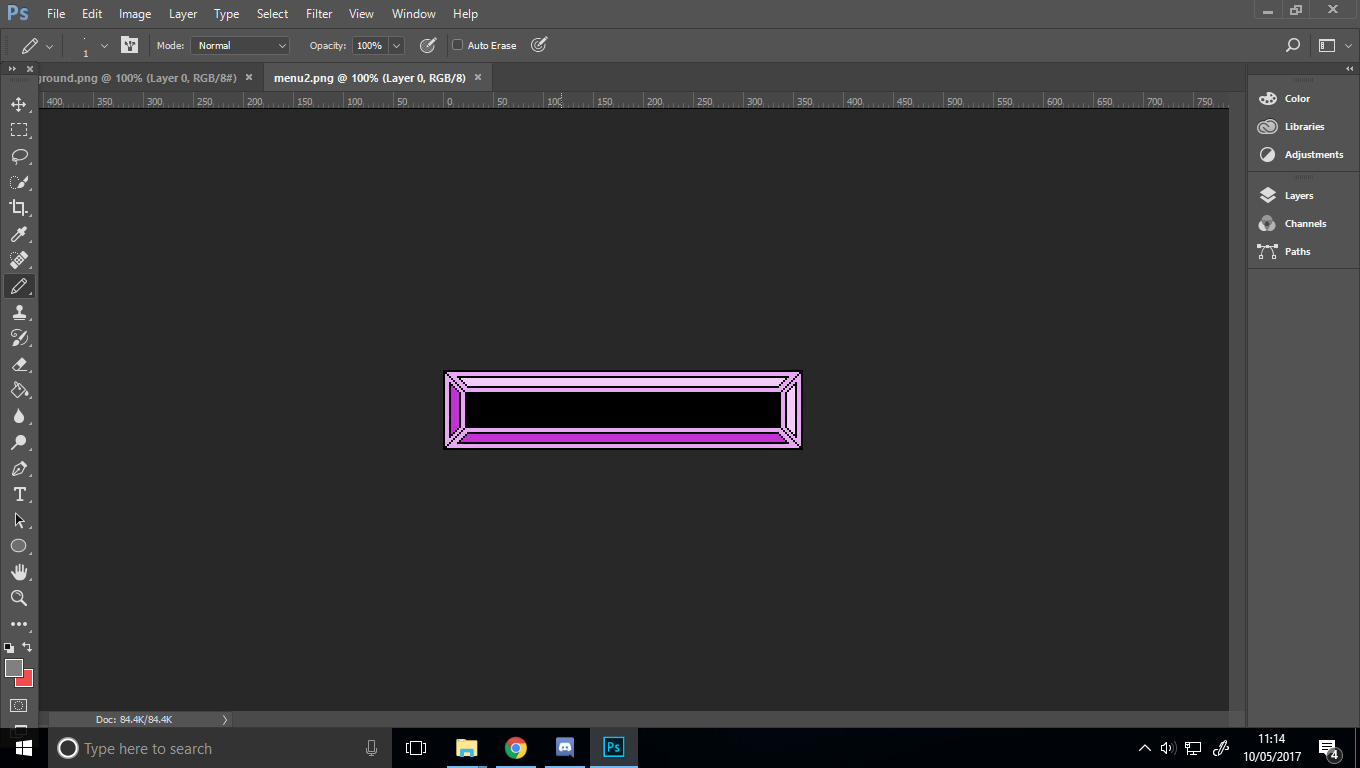 Ps File Edit Image Layer Type Select Filter View Window Help
1 Mode: Normal Opacity: 100% Auto Erase
ground.png @ 100% (Layer 0, RGB/8#) × menu2.png @ 100% (Layer 0, RGB/8) ×
400 350 300 250 200 150 100 50 0 50 100 150 200 250 300 350 400 450 500 550 600 650 700 750
Color
Libraries
Adjustments
Layers
Channels
Paths
Doc: 84.4K/84.4K
Type here to search
Ps
11:14
10/05/2017
4